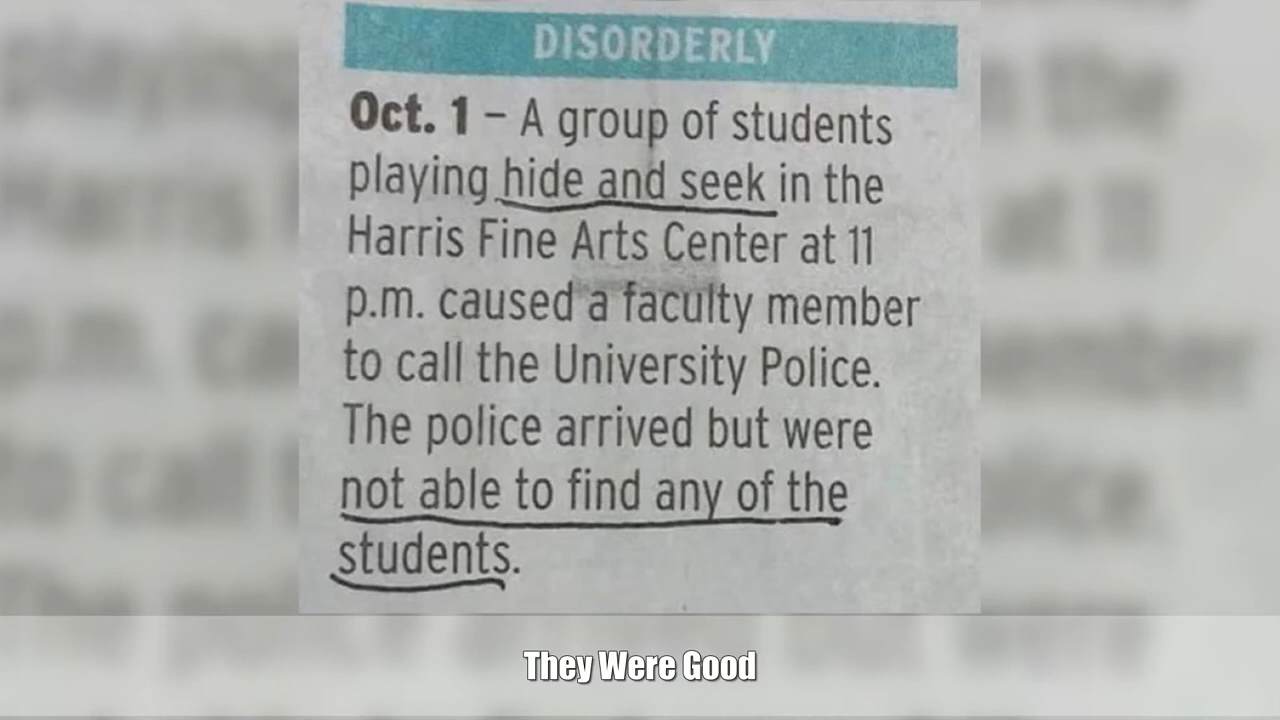 DISORDERLY
Oct. 1 – A group of students
playing hide and seek in the
Harris Fine Arts Center at 11
p.m. caused a faculty member
to call the University Police.
The police arrived but were
not able to find any of the
students.
They Were Good